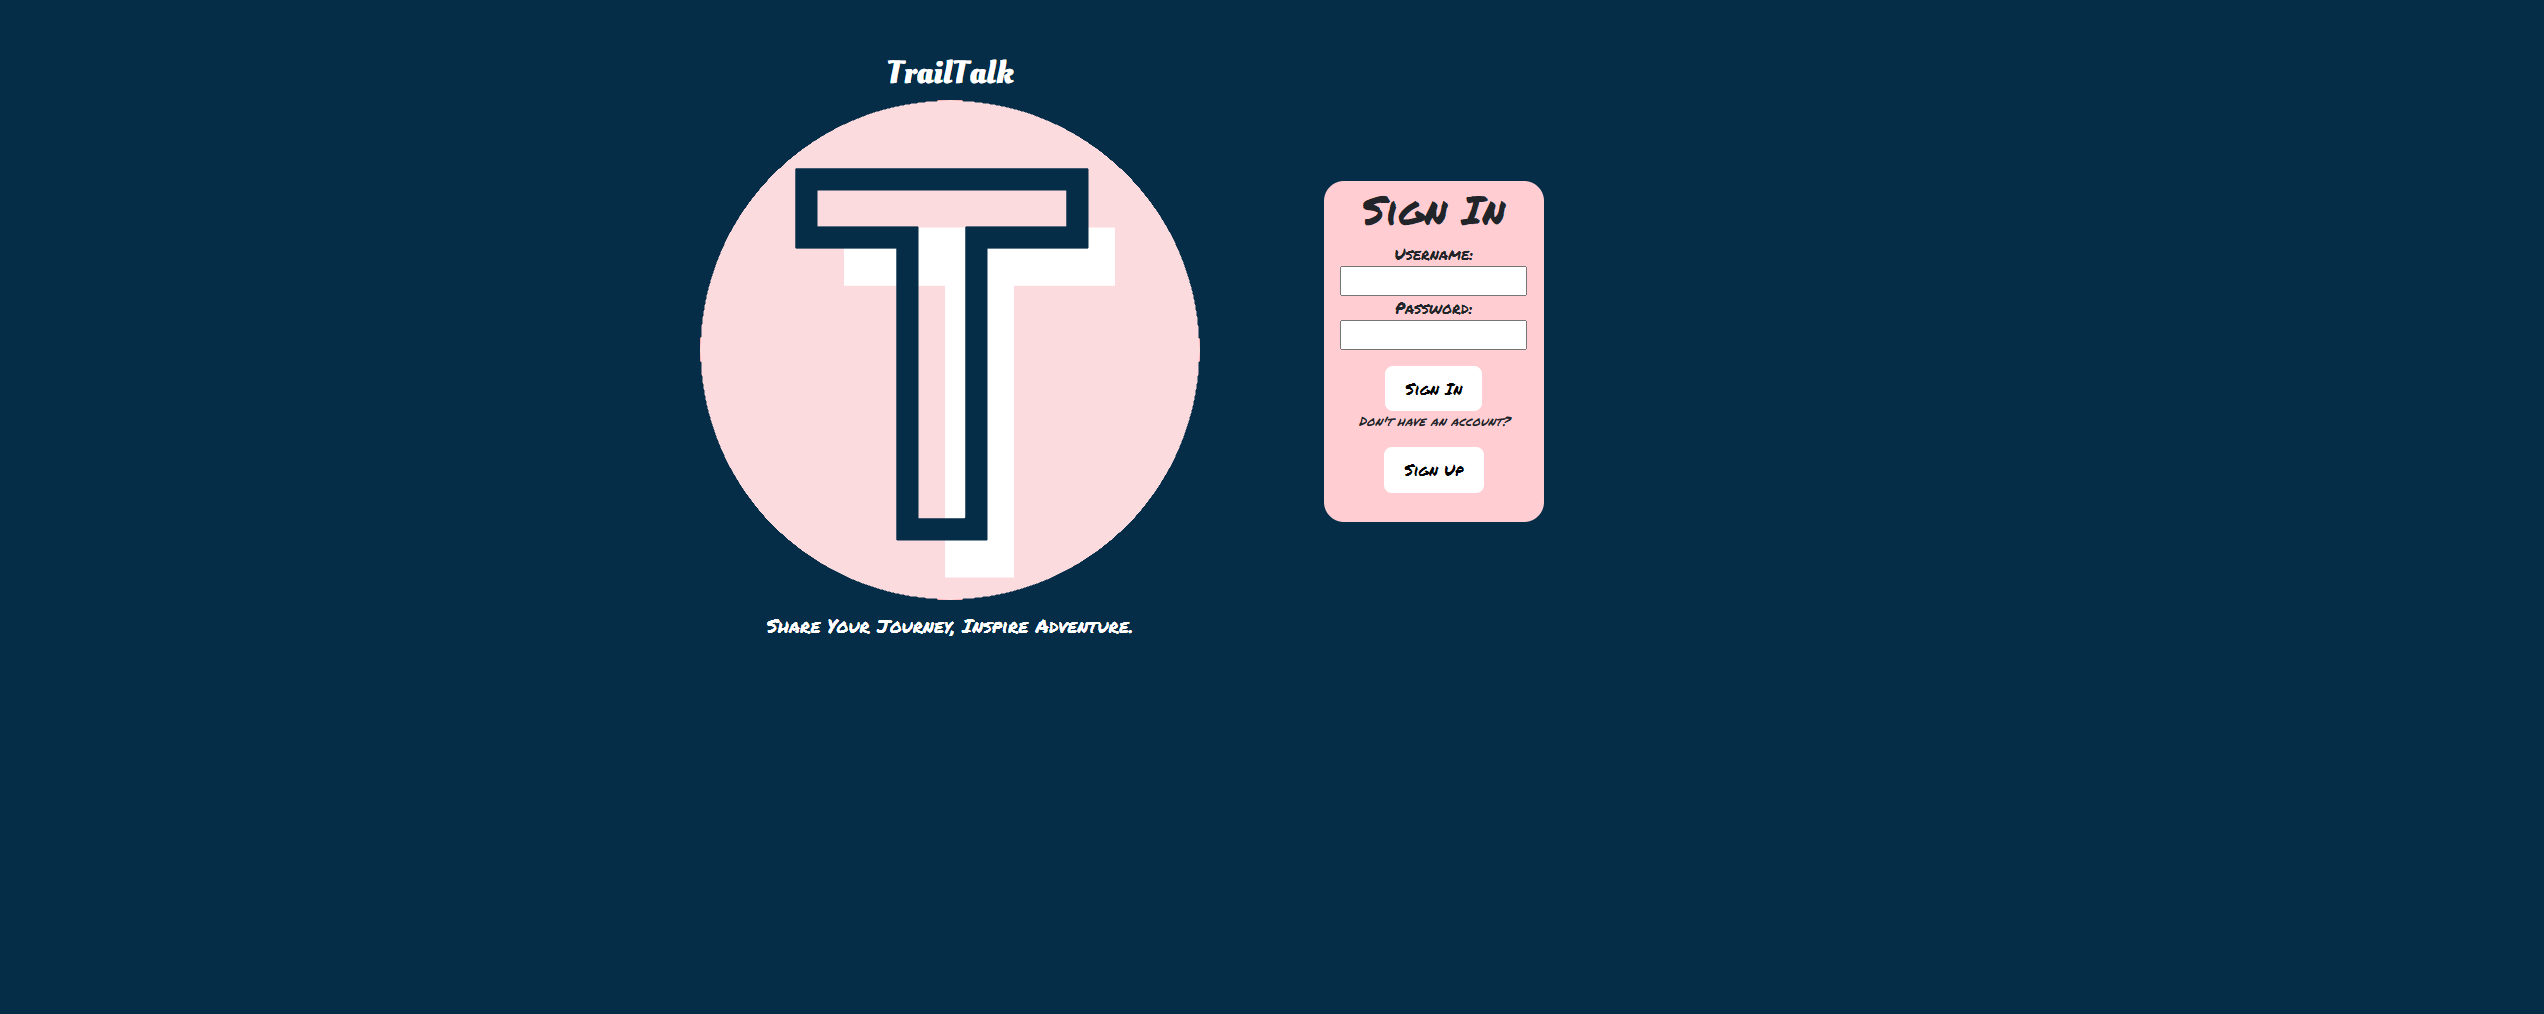 TrailTalk
T
Share Your Journey, Inspire Adventure.
Sign In
Username:
Password:
Sign In
Don't have an account?
Sign Up